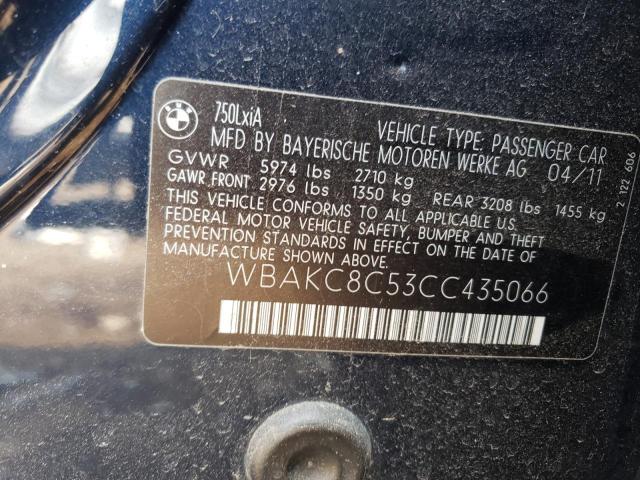 BMW
750LxiA
VEHICLE TYPE: PASSENGER CAR
MFD BY BAYERISCHE MOTOREN WERKE AG 04/11
GVWR 5974 lbs 2710 kg
GAWR FRONT 2976 lbs 1350 kg REAR 3208 lbs 1455 kg
THIS VEHICLE CONFORMS TO ALL APPLICABLE U.S.
FEDERAL MOTOR VEHICLE SAFETY, BUMPER AND THEFT
PREVENTION STANDARDS IN EFFECT ON THE DATE OF
MANUFACTURE SHOWN ABOVE.
WBAKC8C53CC435066
2 122 606